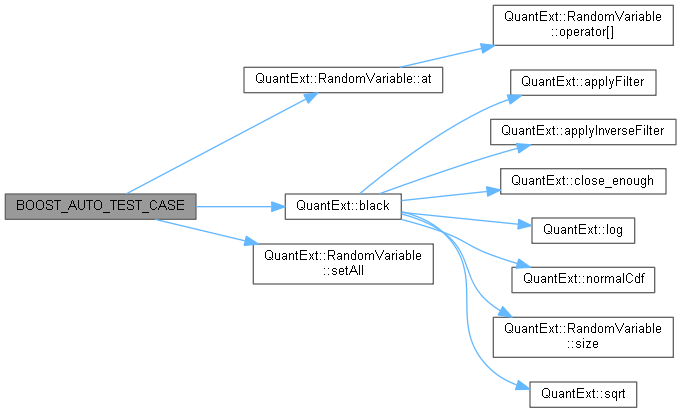 BOOST_AUTO_TEST_CASE
QuantExt::RandomVariable::at
QuantExt::RandomVariable
::operator[]
QuantExt::black
QuantExt::applyFilter
QuantExt::applyInverseFilter
QuantExt::close_enough
QuantExt::log
QuantExt::normalCdf
QuantExt::RandomVariable
::size
QuantExt::sqrt
QuantExt::RandomVariable
::setAll